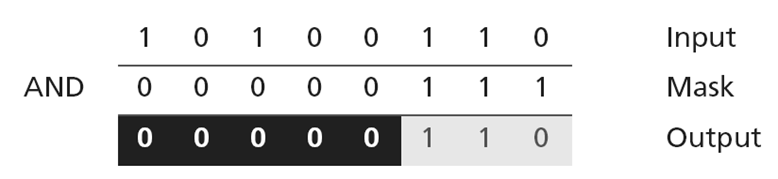 1 0 1 0 0 1 1 0 Input
AND 0 0 0 0 0 1 1 1 Mask
0 0 0 0 0 1 1 0 Output